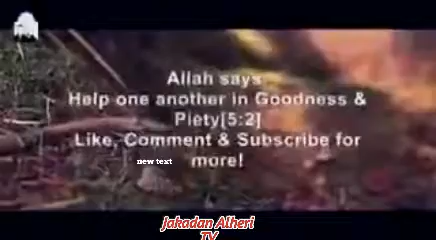 Allah says
Help one another in Goodness &
Piety[5:2]
Like, Comment & Subscribe for
more!
new text
Jakadan Alheri
TV